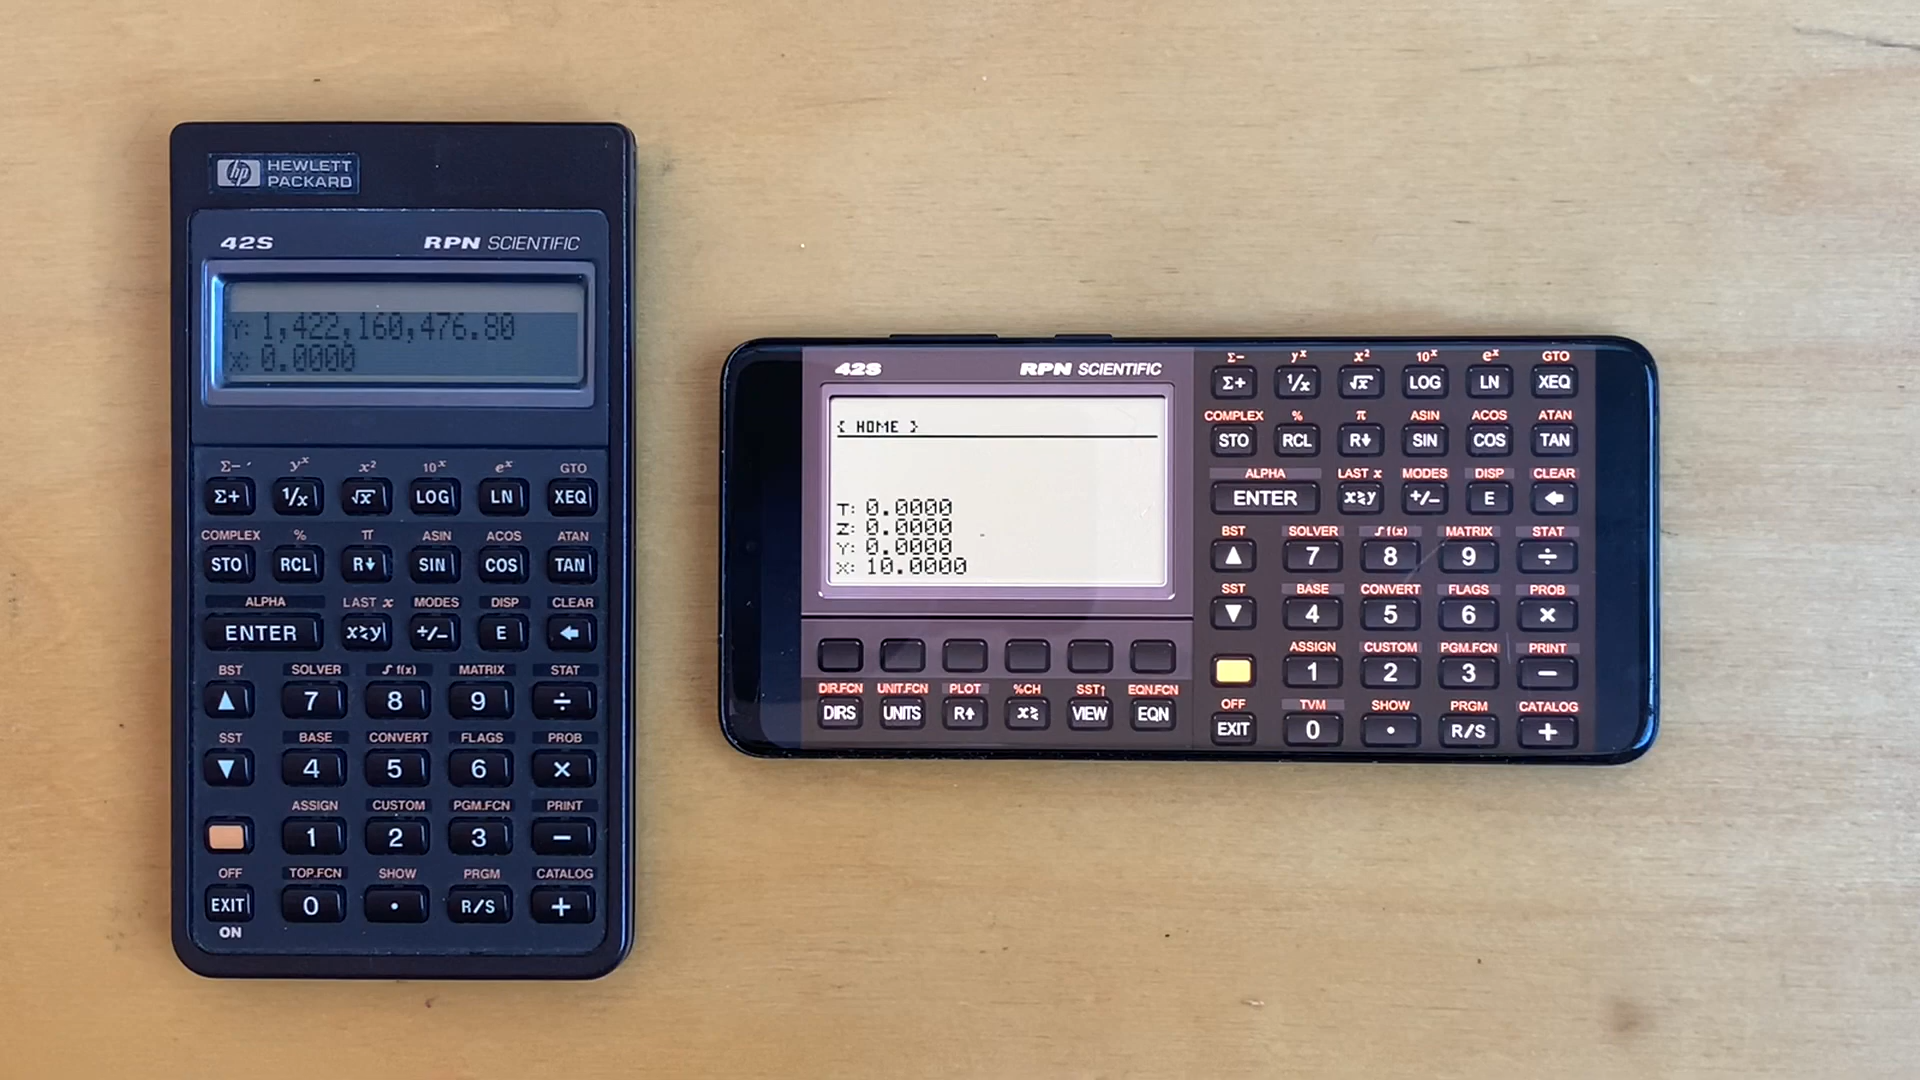 hp HEWLETT
PACKARD
42S RPN SCIENTIFIC
Y: 1,422,160,476.80
X: 0.0000
Σ− yˣ x² 10ˣ eˣ GTO
Σ+ 1/x √x LOG LN XEQ
COMPLEX % π ASIN ACOS ATAN
STO RCL R↓ SIN COS TAN
ALPHA LAST x MODES DISP CLEAR
ENTER x≷y +/− E ←
BST SOLVER ∫f(x) MATRIX STAT
▲ 7 8 9 ÷
SST BASE CONVERT FLAGS PROB
▼ 4 5 6 ×
ASSIGN CUSTOM PGM.FCN PRINT
1 2 3 −
OFF TOP.FCN SHOW PRGM CATALOG
EXIT 0 . R/S +
ON
42S RPN SCIENTIFIC
{ HOME }
T: 0.0000
Z: 0.0000
Y: 0.0000
X: 10.0000
DIR.FCN UNIT.FCN PLOT %CH SST↑ EQN.FCN
DIRS UNITS R↑ x≷ VIEW EQN
Σ− yˣ x² 10ˣ eˣ GTO
Σ+ 1/x √x LOG LN XEQ
COMPLEX % π ASIN ACOS ATAN
STO RCL R↓ SIN COS TAN
ALPHA LAST x MODES DISP CLEAR
ENTER x≷y +/− E ←
BST SOLVER ∫f(x) MATRIX STAT
▲ 7 8 9 ÷
SST BASE CONVERT FLAGS PROB
▼ 4 5 6 ×
ASSIGN CUSTOM PGM.FCN PRINT
1 2 3 −
OFF TVM SHOW PRGM CATALOG
EXIT 0 . R/S +